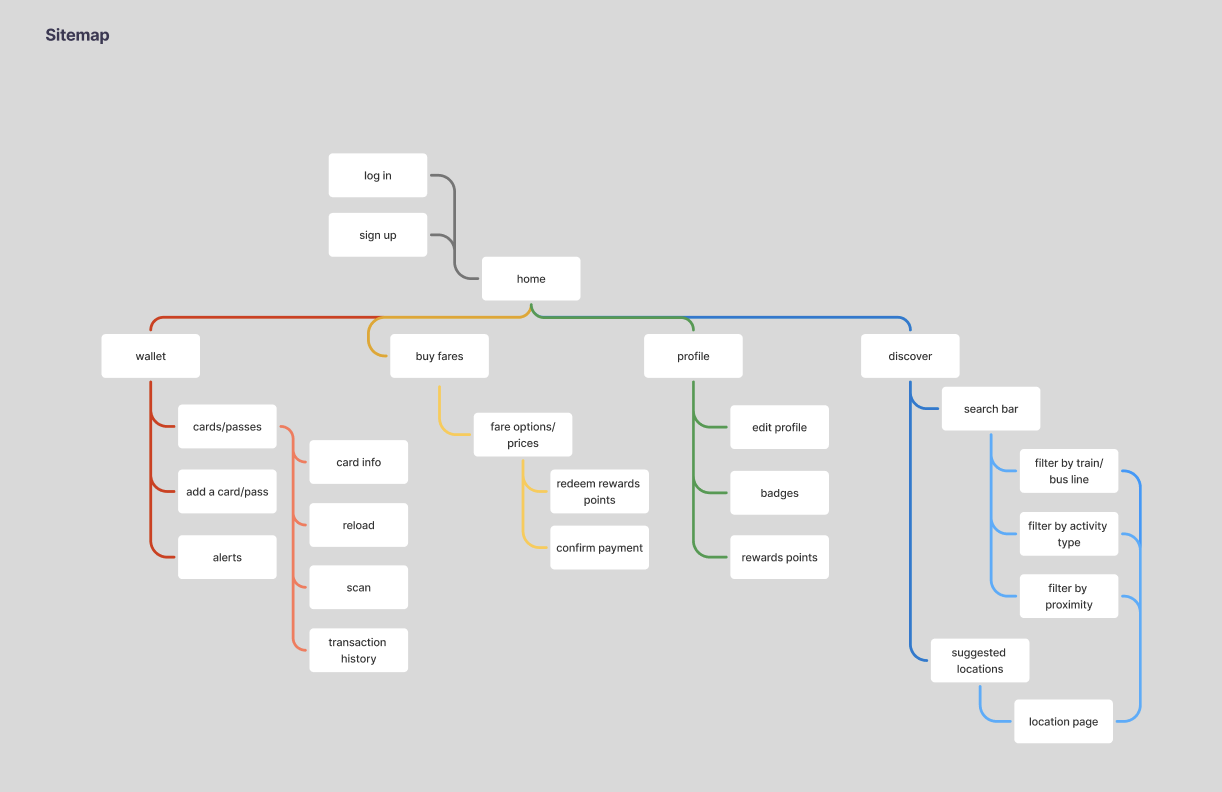 Sitemap
log in
sign up
home
wallet
buy fares
profile
discover
cards/passes
add a card/pass
alerts
card info
reload
scan
transaction
history
fare options/
prices
redeem rewards
points
confirm payment
edit profile
badges
rewards points
search bar
filter by train/
bus line
filter by activity
type
filter by
proximity
suggested
locations
location page